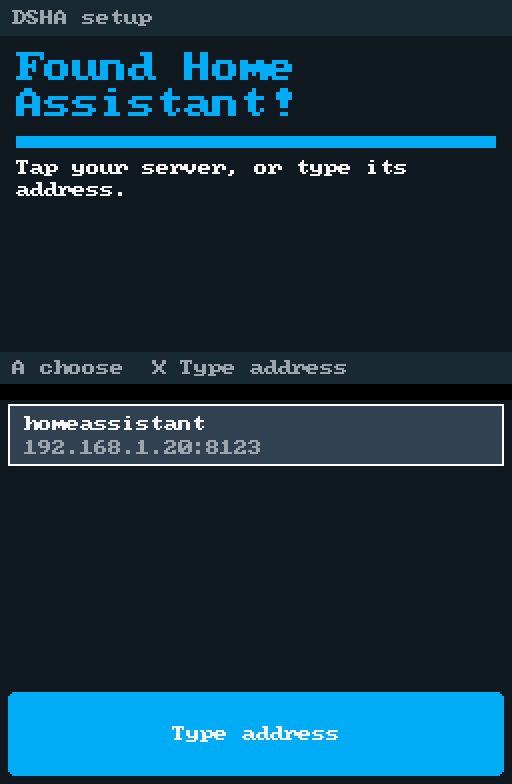 DSHA setup
Found Home
Assistant!
Tap your server, or type its
address.
A choose  X Type address
homeassistant
192.168.1.20:8123
Type address